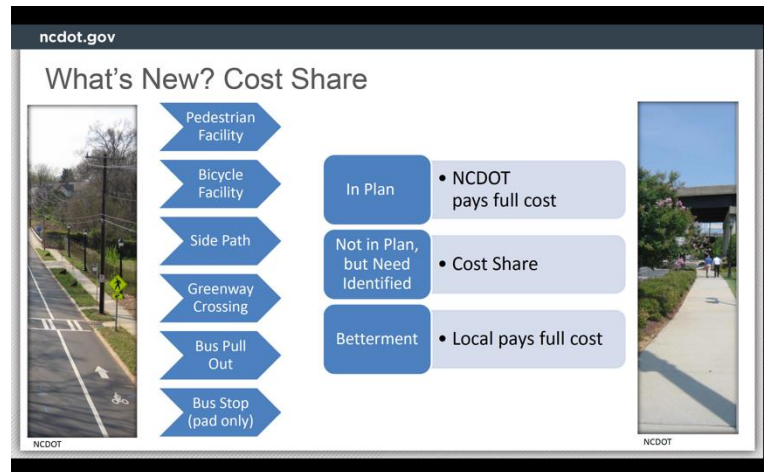 ncdot.gov
What's New? Cost Share
Pedestrian
Facility
Bicycle
Facility
Side Path
Greenway
Crossing
Bus Pull
Out
Bus Stop
(pad only)
In Plan
• NCDOT
pays full cost
Not in Plan,
but Need
Identified
• Cost Share
Betterment
• Local pays full cost
NCDOT
NCDOT